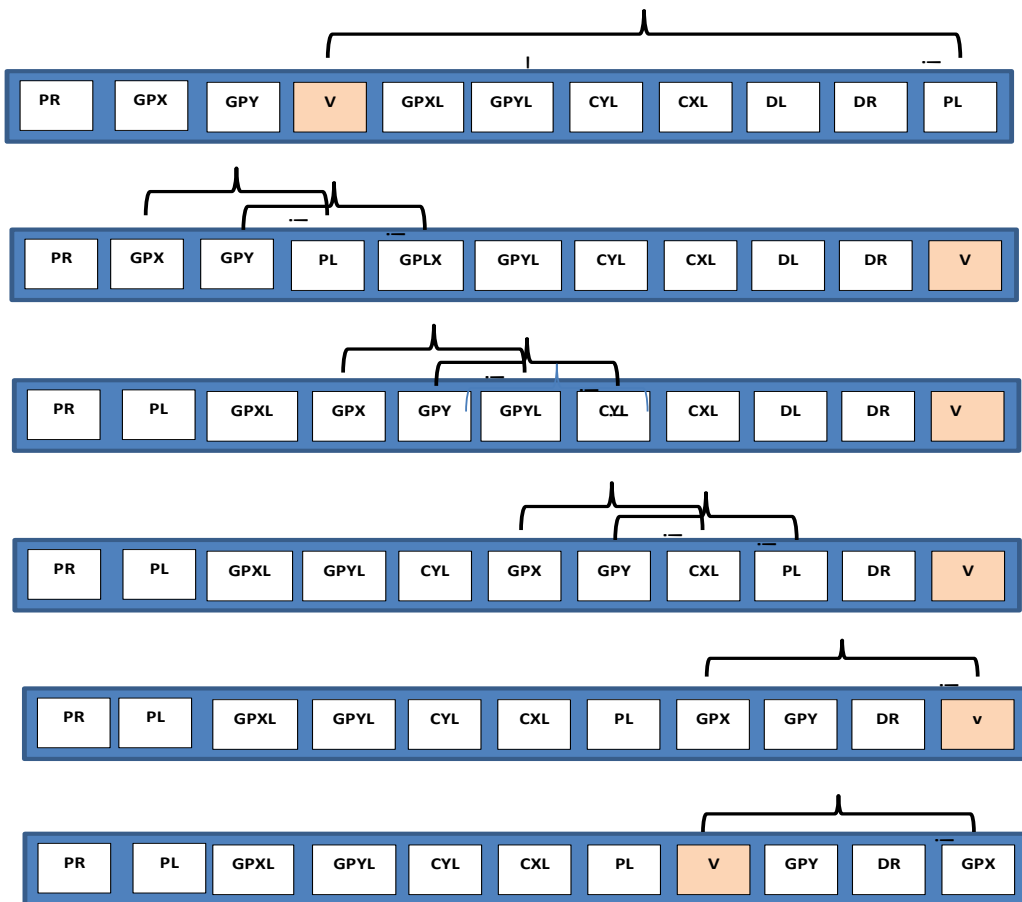 PR GPX GPY V GPXL GPYL CYL CXL DL DR PL
PR GPX GPY PL GPLX GPYL CYL CXL DL DR V
PR PL GPXL GPX GPY GPYL CYL CXL DL DR V
PR PL GPXL GPYL CYL GPX GPY CXL PL DR V
PR PL GPXL GPYL CYL CXL PL GPX GPY DR v
PR PL GPXL GPYL CYL CXL PL V GPY DR GPX